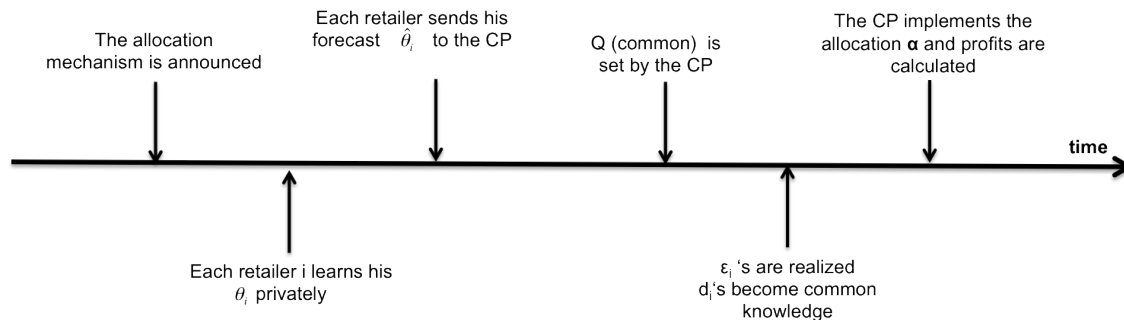 The allocation
mechanism is announced
Each retailer i learns his
θᵢ privately
Each retailer sends his
forecast θ̂ᵢ to the CP
Q (common) is
set by the CP
εᵢ ‘s are realized
dᵢ‘s become common
knowledge
The CP implements the
allocation α and profits are
calculated
time